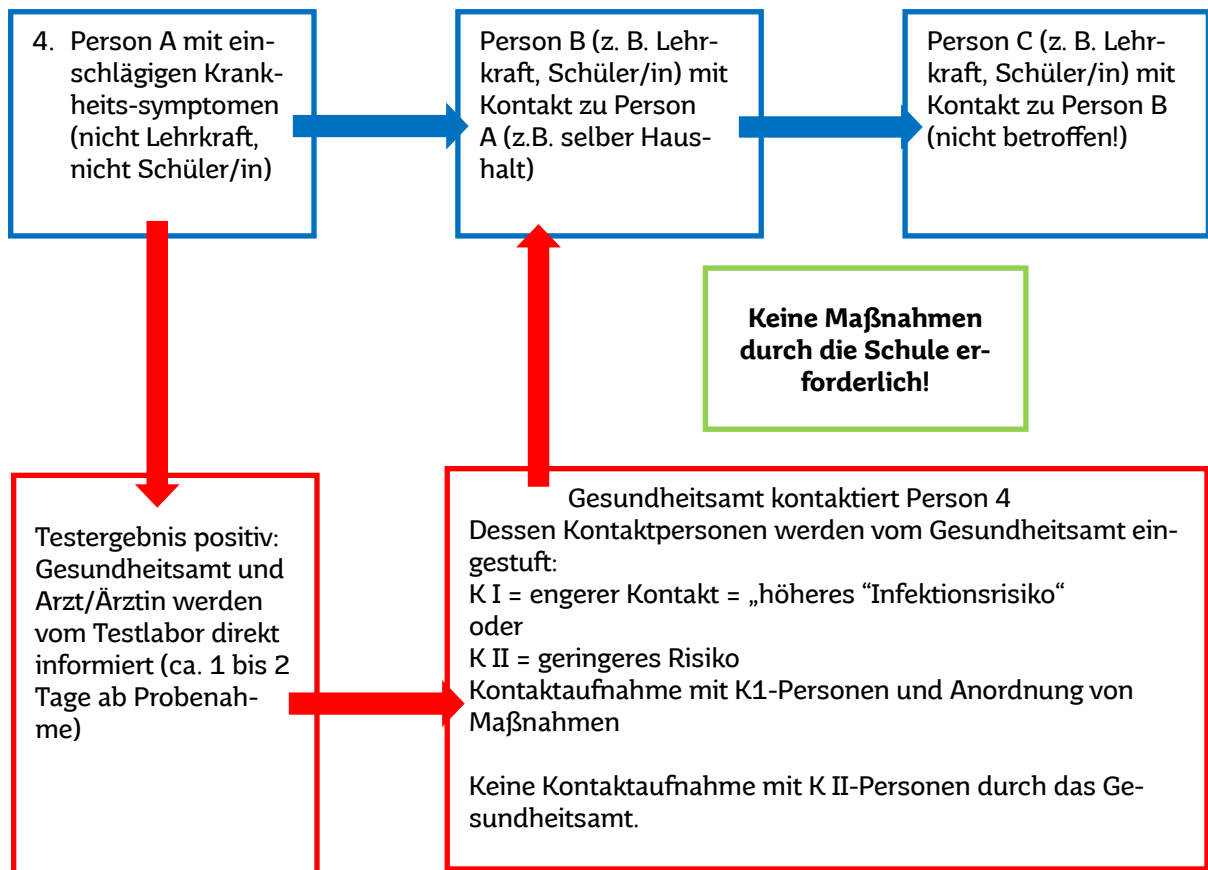 4. Person A mit ein-
schlägigen Krank-
heits-symptomen
(nicht Lehrkraft,
nicht Schüler/in)
Person B (z. B. Lehr-
kraft, Schüler/in) mit
Kontakt zu Person
A (z.B. selber Haus-
halt)
Person C (z. B. Lehr-
kraft, Schüler/in) mit
Kontakt zu Person B
(nicht betroffen!)
Keine Maßnahmen
durch die Schule er-
forderlich!
Testergebnis positiv:
Gesundheitsamt und
Arzt/Ärztin werden
vom Testlabor direkt
informiert (ca. 1 bis 2
Tage ab Probenah-
me)
Gesundheitsamt kontaktiert Person 4
Dessen Kontaktpersonen werden vom Gesundheitsamt ein-
gestuft:
K I = engerer Kontakt = „höheres “Infektionsrisiko“
oder
K II = geringeres Risiko
Kontaktaufnahme mit K1-Personen und Anordnung von
Maßnahmen
Keine Kontaktaufnahme mit K II-Personen durch das Ge-
sundheitsamt.